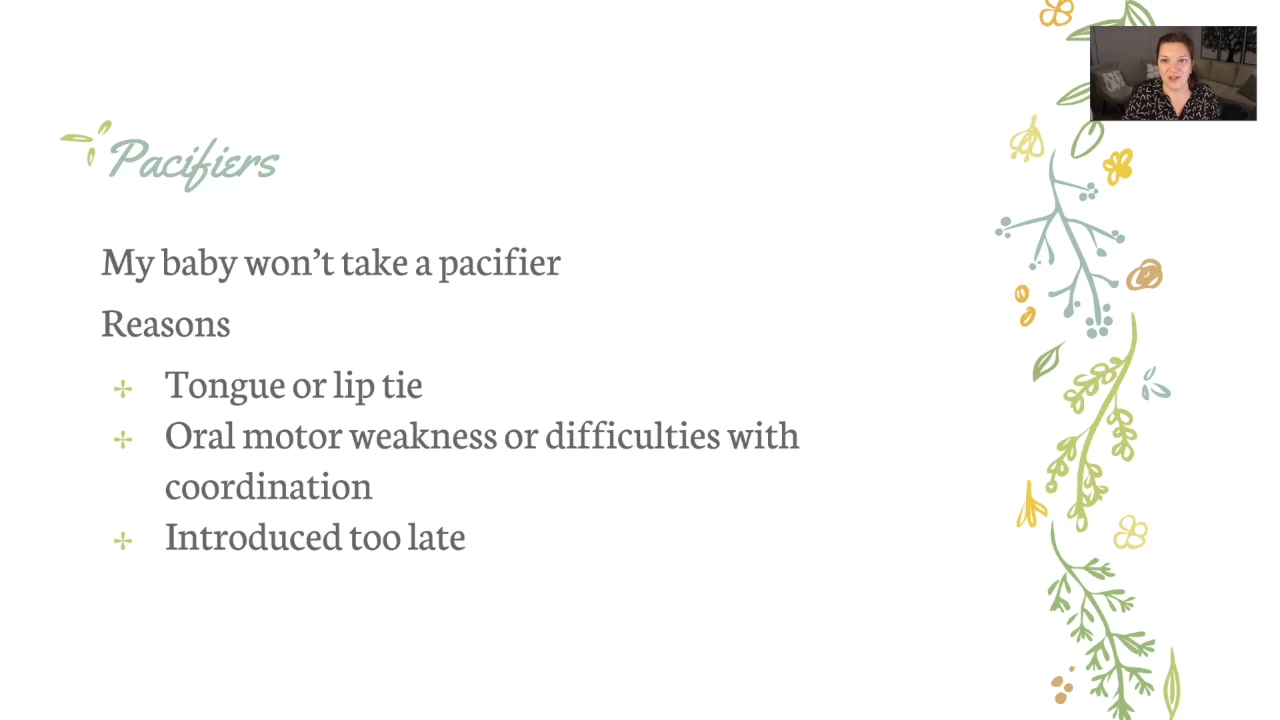 Pacifiers
My baby won’t take a pacifier
Reasons
Tongue or lip tie
Oral motor weakness or difficulties with
coordination
Introduced too late